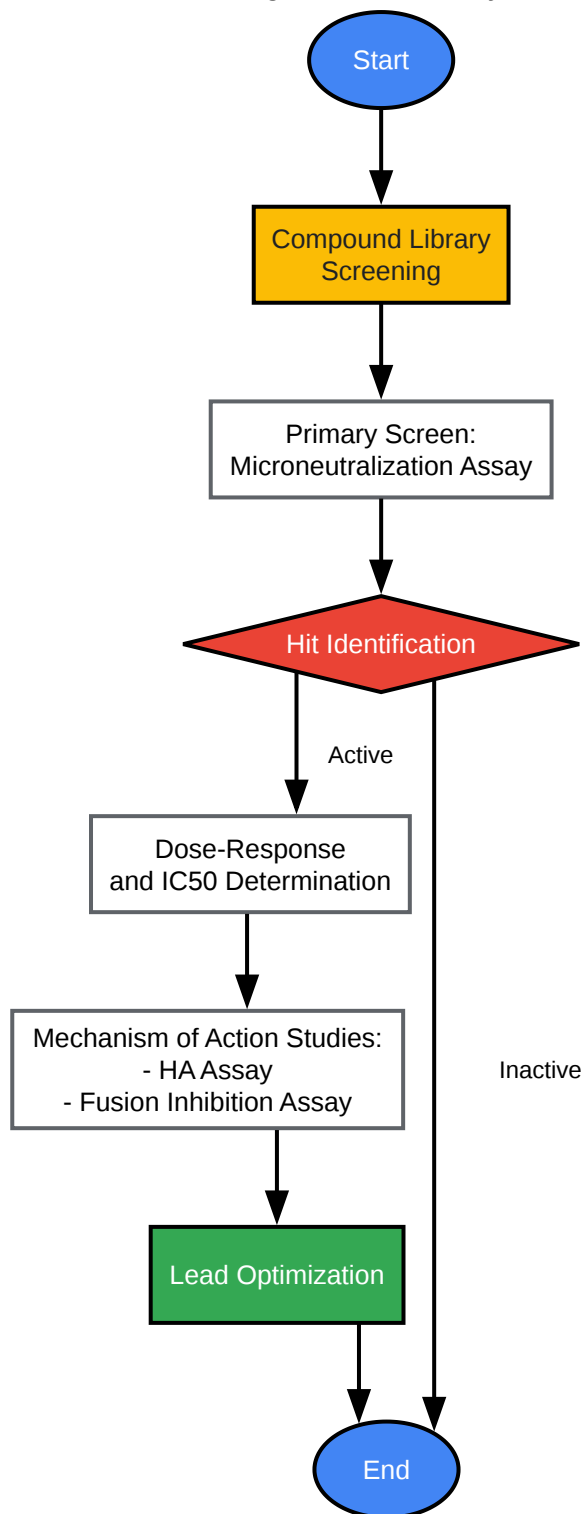 Start
Compound Library
Screening
Primary Screen:
Microneutralization Assay
Hit Identification
Active
Dose-Response
and IC50 Determination
Mechanism of Action Studies:
- HA Assay
- Fusion Inhibition Assay
Inactive
Lead Optimization
End